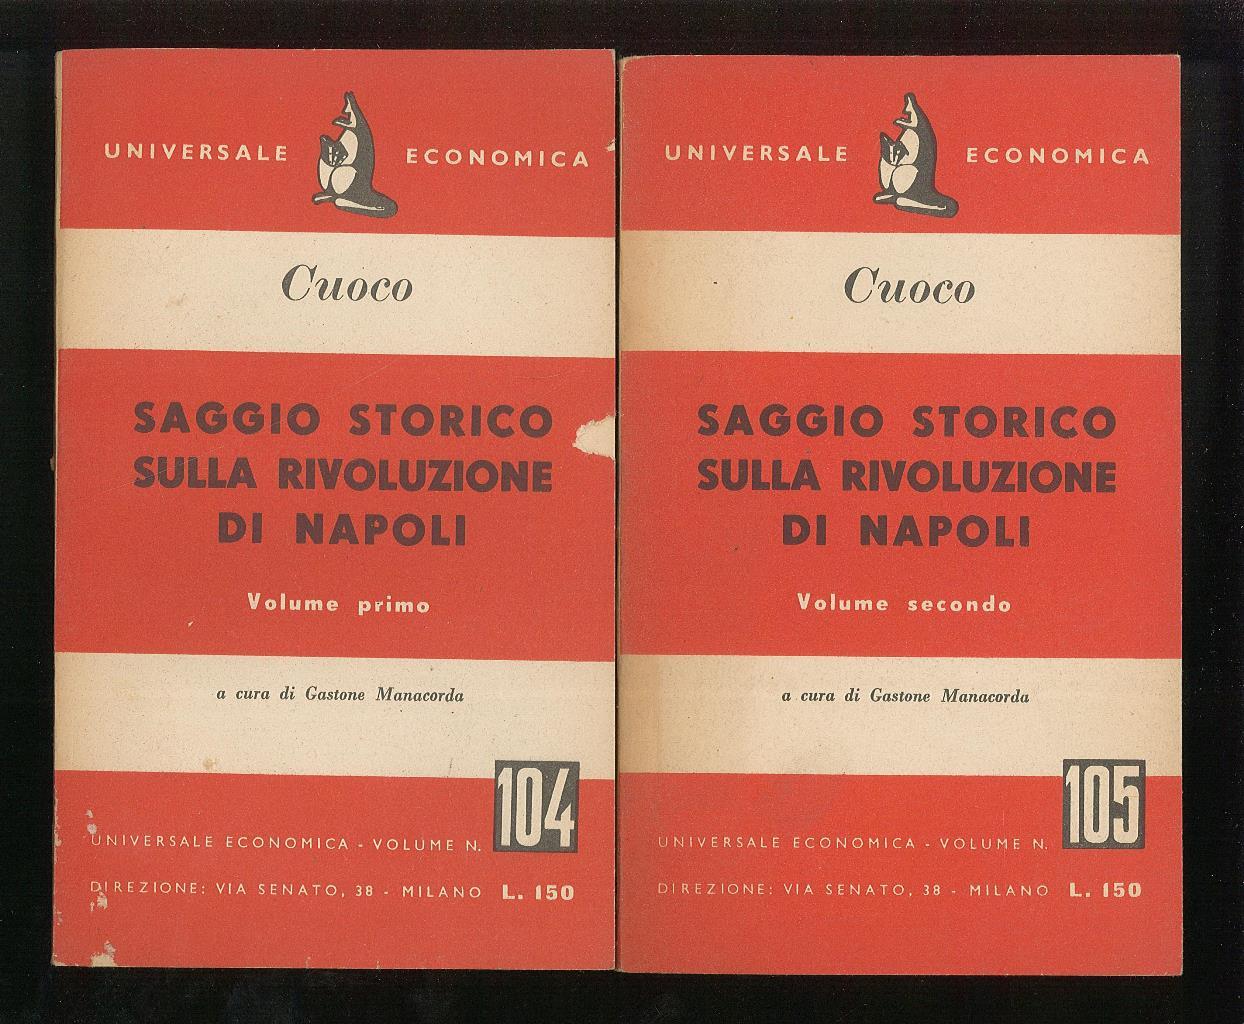 UNIVERSALE ECONOMICA
Cuoco
SAGGIO STORICO
SULLA RIVOLUZIONE
DI NAPOLI
Volume primo
a cura di Gastone Manacorda
104
UNIVERSALE ECONOMICA - VOLUME N.
DIREZIONE: VIA SENATO, 38 - MILANO L. 150
UNIVERSALE ECONOMICA
Cuoco
SAGGIO STORICO
SULLA RIVOLUZIONE
DI NAPOLI
Volume secondo
a cura di Gastone Manacorda
105
UNIVERSALE ECONOMICA - VOLUME N.
DIREZIONE: VIA SENATO, 38 - MILANO L. 150